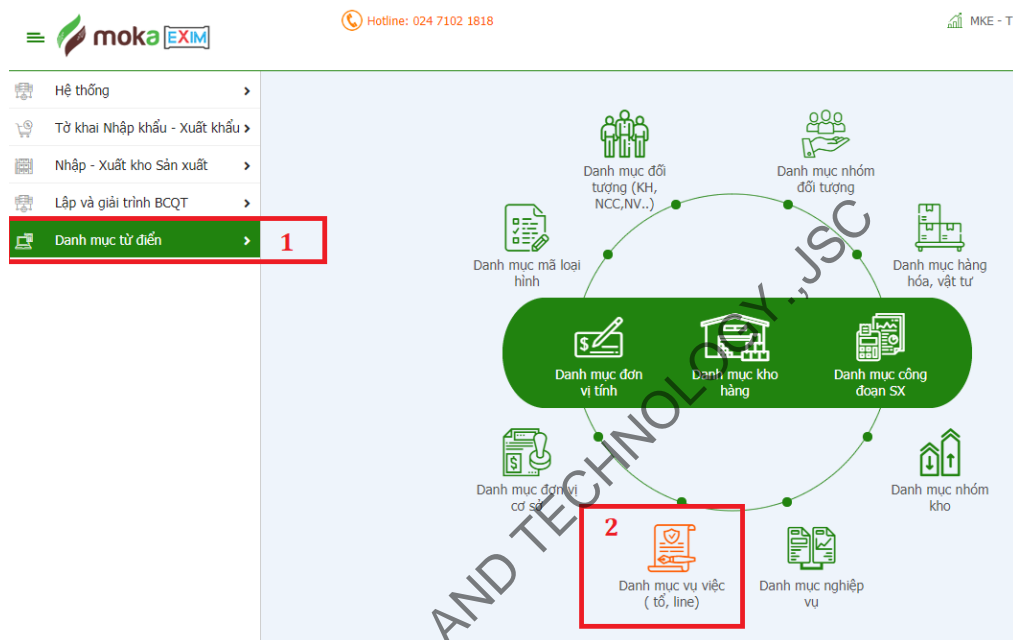 moka EXIM
Hotline: 024 7102 1818
MKE - T
Hệ thống
Tờ khai Nhập khẩu - Xuất khẩu
Nhập - Xuất kho Sản xuất
Lập và giải trình BCQT
Danh mục từ điển
1
Danh mục đối
tượng (KH,
NCC,NV..)
Danh mục nhóm
đối tượng
Danh mục mã loại
hình
Danh mục hàng
hóa, vật tư
Danh mục đơn
vị tính
Danh mục kho
hàng
Danh mục công
đoạn SX
Danh mục đơn vị
cơ sở
Danh mục nhóm
kho
2
Danh mục vụ việc
( tổ, line)
Danh mục nghiệp
vụ
AND TECHNOLOGY.,JSC